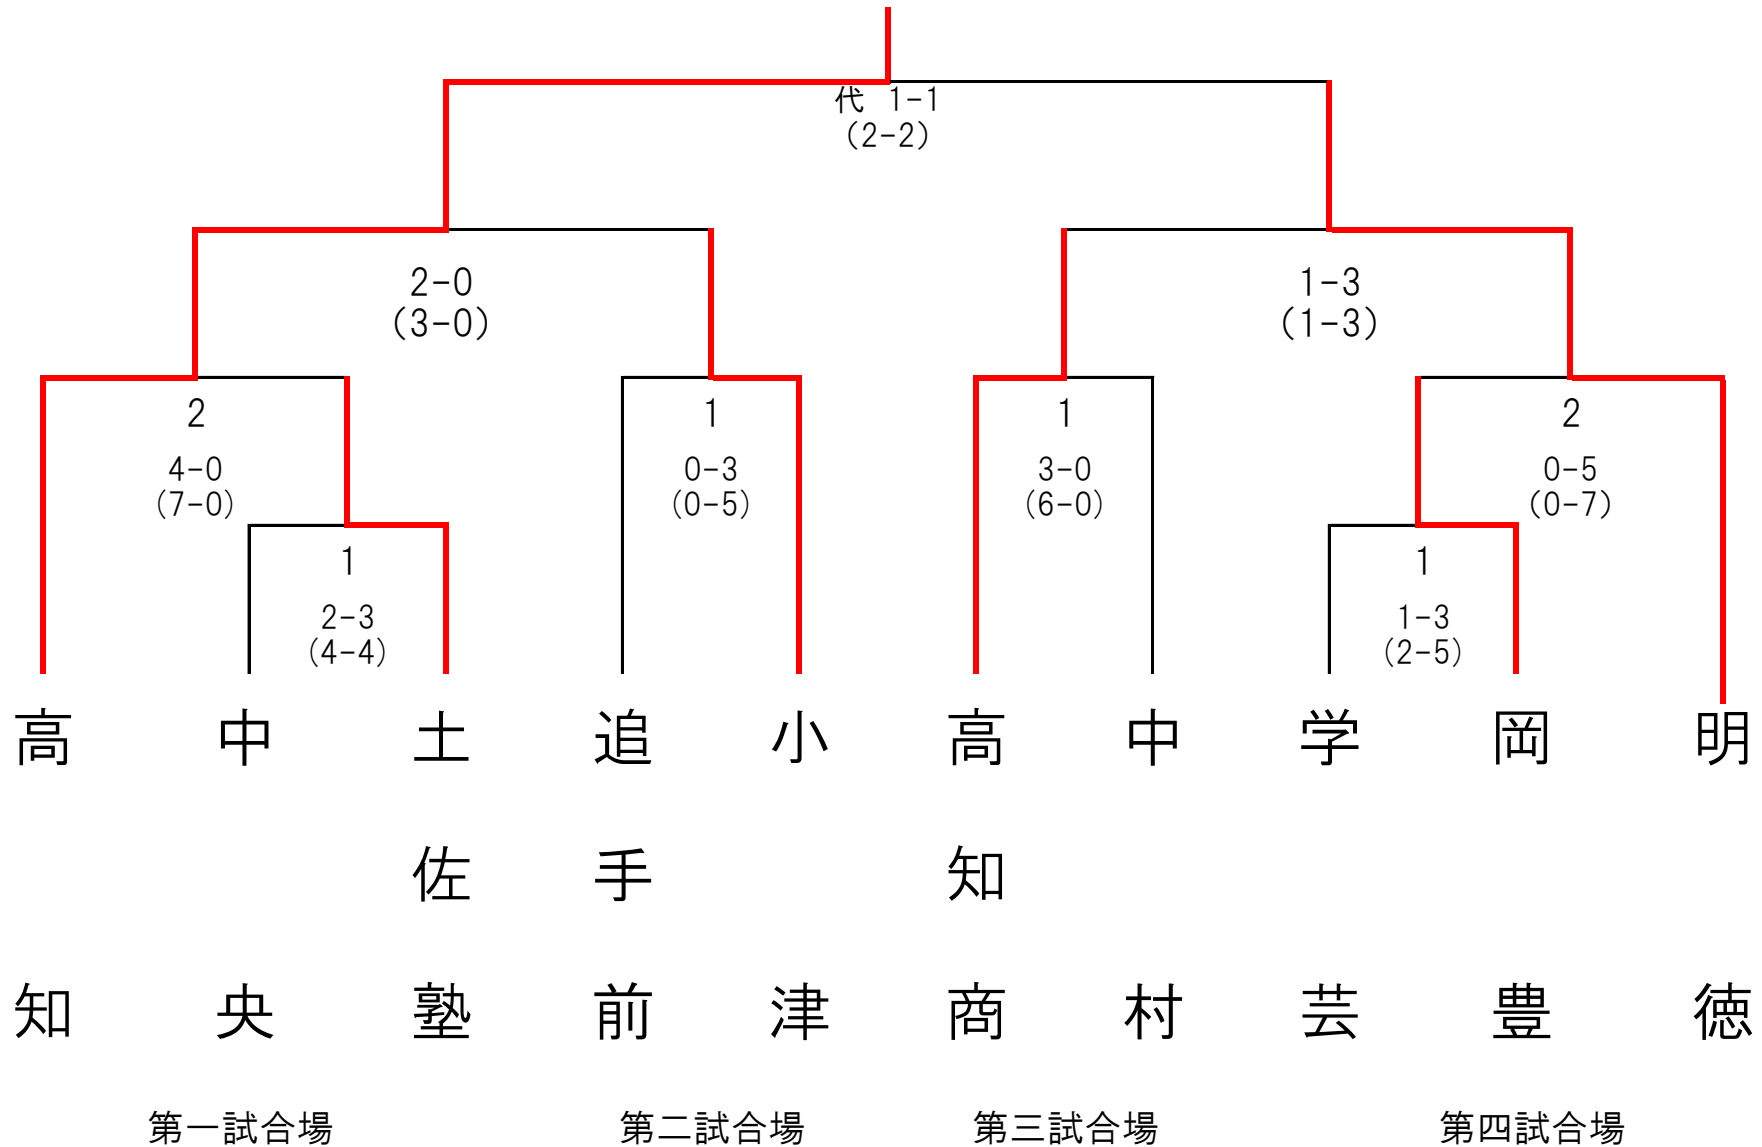 代 1-1
(2-2)
2-0
(3-0)
1-3
(1-3)
2
4-0
(7-0)
1
0-3
(0-5)
1
3-0
(6-0)
2
0-5
(0-7)
1
2-3
(4-4)
1
1-3
(2-5)
高知
中央
土佐塾
追手前
小津
高知商
中村
学芸
岡豊
明徳
第一試合場
第二試合場
第三試合場
第四試合場